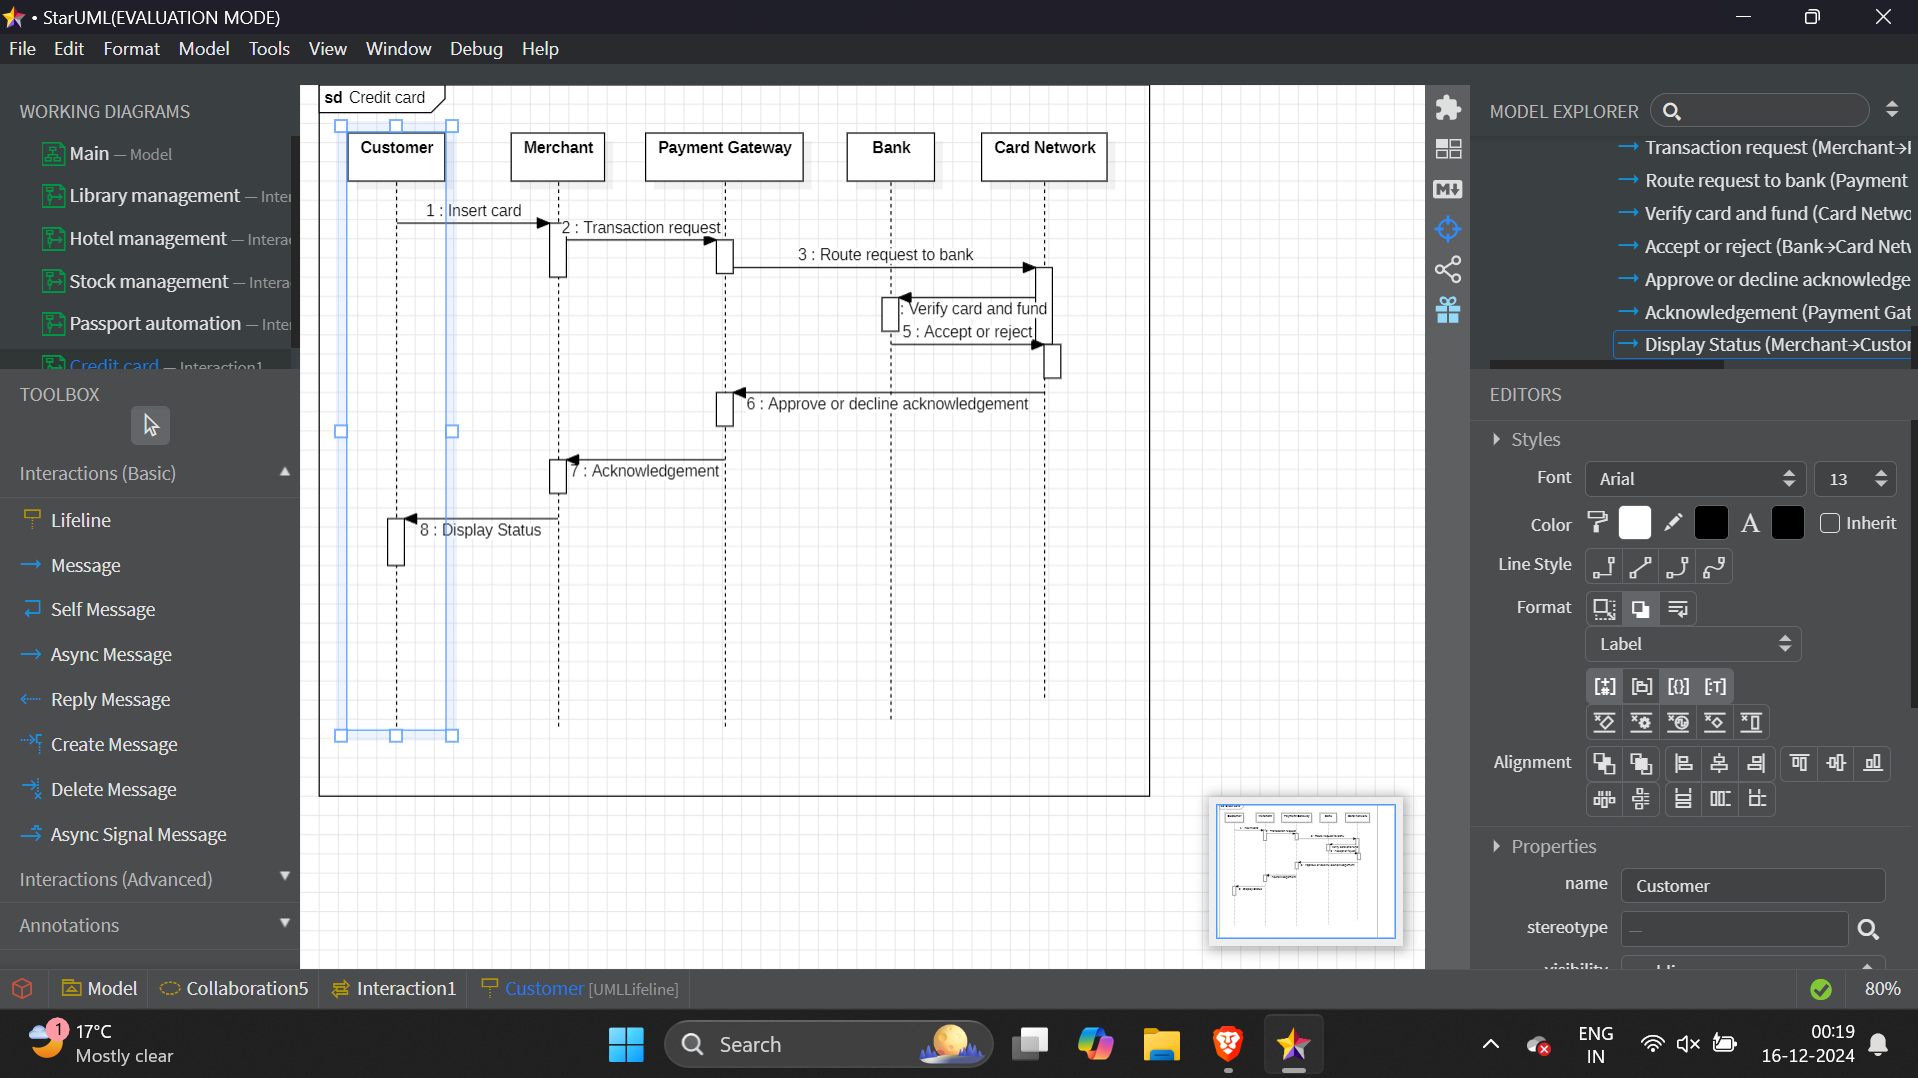 • StarUML(EVALUATION MODE)
File Edit Format Model Tools View Window Debug Help
WORKING DIAGRAMS
Main — Model
Library management — Inter
Hotel management — Intera
Stock management — Intera
Passport automation — Inte
Credit card — Interaction1
TOOLBOX
Interactions (Basic)
Lifeline
Message
Self Message
Async Message
Reply Message
Create Message
Delete Message
Async Signal Message
Interactions (Advanced)
Annotations
sd Credit card
Customer
Merchant
Payment Gateway
Bank
Card Network
1 : Insert card
2 : Transaction request
3 : Route request to bank
: Verify card and fund
5 : Accept or reject
6 : Approve or decline acknowledgement
7 : Acknowledgement
8 : Display Status
MODEL EXPLORER
Transaction request (Merchant→
Route request to bank (Payment
Verify card and fund (Card Netwo
Accept or reject (Bank→Card Netw
Approve or decline acknowledge
Acknowledgement (Payment Gat
Display Status (Merchant→Custor
EDITORS
Styles
Font Arial 13
Color A Inherit
Line Style
Format
Label
Alignment
Properties
name Customer
stereotype —
Model Collaboration5 Interaction1 Customer [UMLLifeline]
80%
1
17°C
Mostly clear
Search
ENG
IN
00:19
16-12-2024